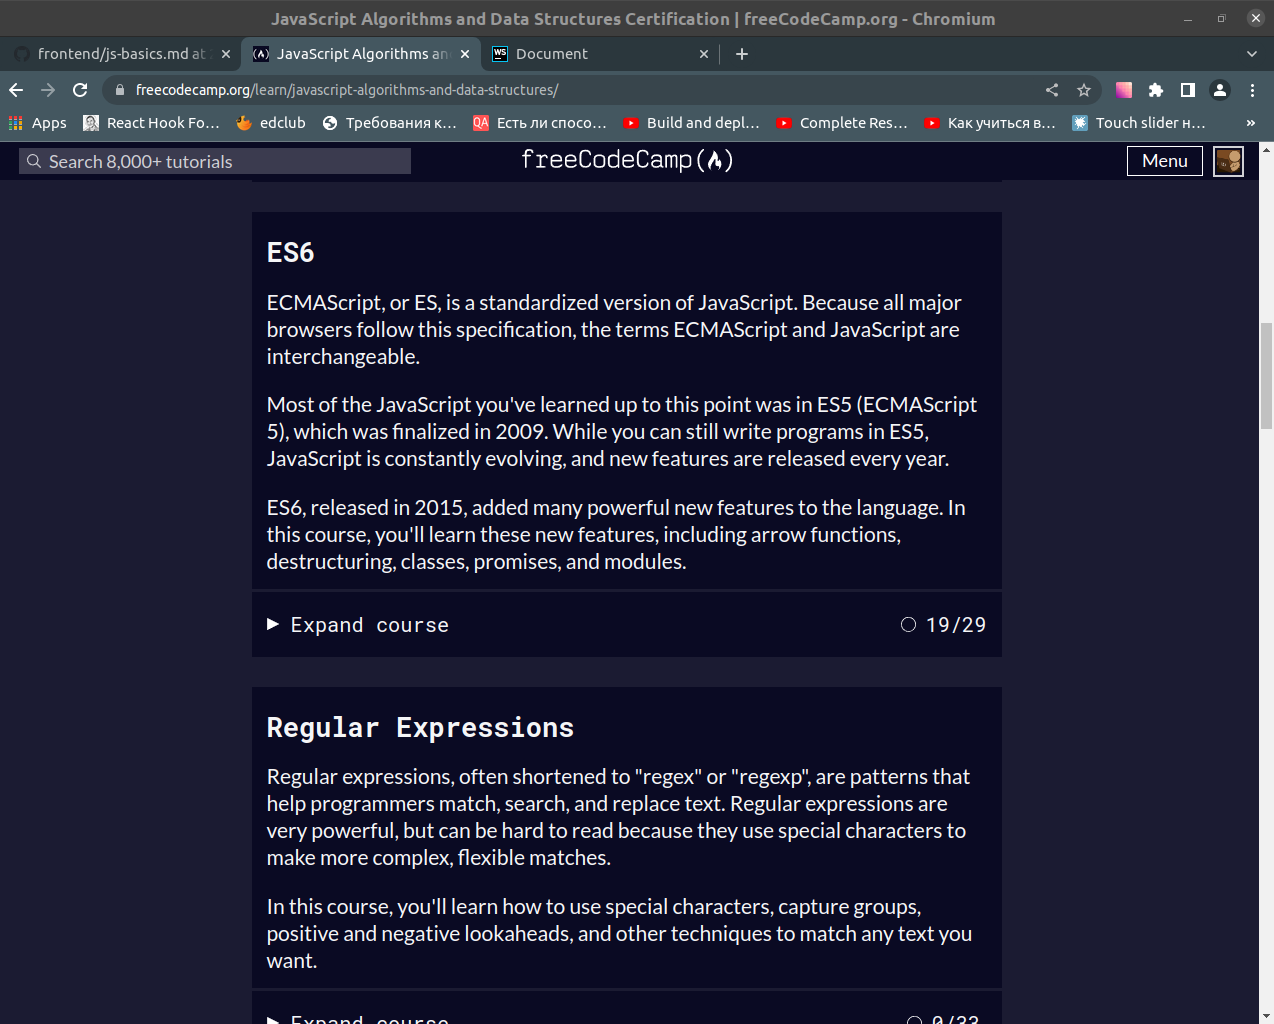 JavaScript Algorithms and Data Structures Certification | freeCodeCamp.org - Chromium
frontend/js-basics.md at
JavaScript Algorithms an
Document
freecodecamp.org/learn/javascript-algorithms-and-data-structures/
Apps
React Hook Fo...
edclub
Требования к...
QA
Есть ли спосо...
Build and depl...
Complete Res...
Как учиться в...
Touch slider н...
»
Search 8,000+ tutorials
freeCodeCamp
Menu
ES6
ECMAScript, or ES, is a standardized version of JavaScript. Because all major
browsers follow this specification, the terms ECMAScript and JavaScript are
interchangeable.
Most of the JavaScript you've learned up to this point was in ES5 (ECMAScript
5), which was finalized in 2009. While you can still write programs in ES5,
JavaScript is constantly evolving, and new features are released every year.
ES6, released in 2015, added many powerful new features to the language. In
this course, you'll learn these new features, including arrow functions,
destructuring, classes, promises, and modules.
Expand course 19/29
Regular Expressions
Regular expressions, often shortened to "regex" or "regexp", are patterns that
help programmers match, search, and replace text. Regular expressions are
very powerful, but can be hard to read because they use special characters to
make more complex, flexible matches.
In this course, you'll learn how to use special characters, capture groups,
positive and negative lookaheads, and other techniques to match any text you
want.
Expand course 0/33